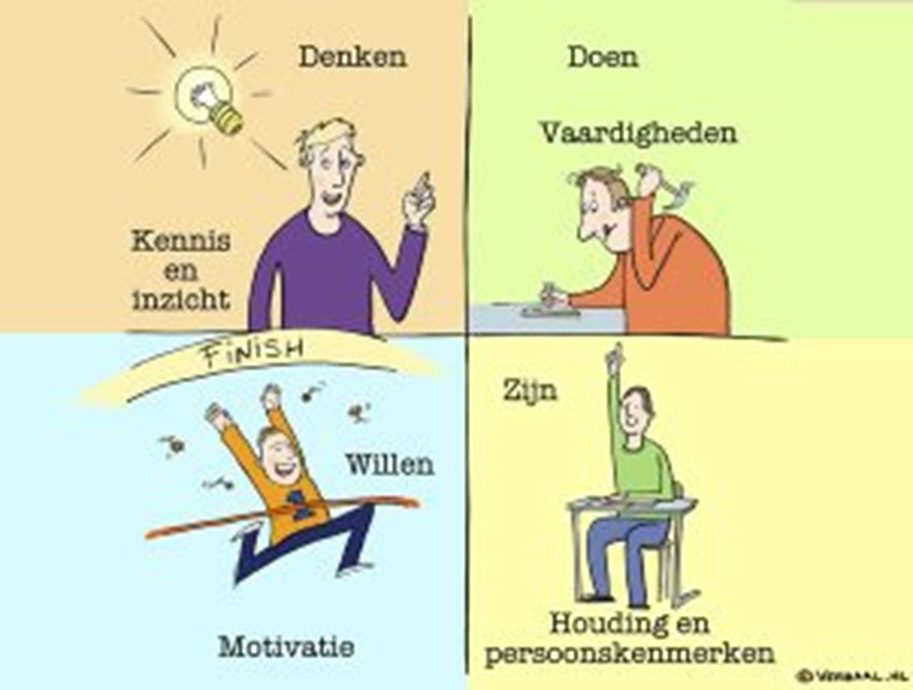 Denken
Kennis
en
inzicht
Doen
Vaardigheden
FINISH
Willen
Motivatie
Zijn
Houding en
persoonskenmerken
© VERBAAL.NL